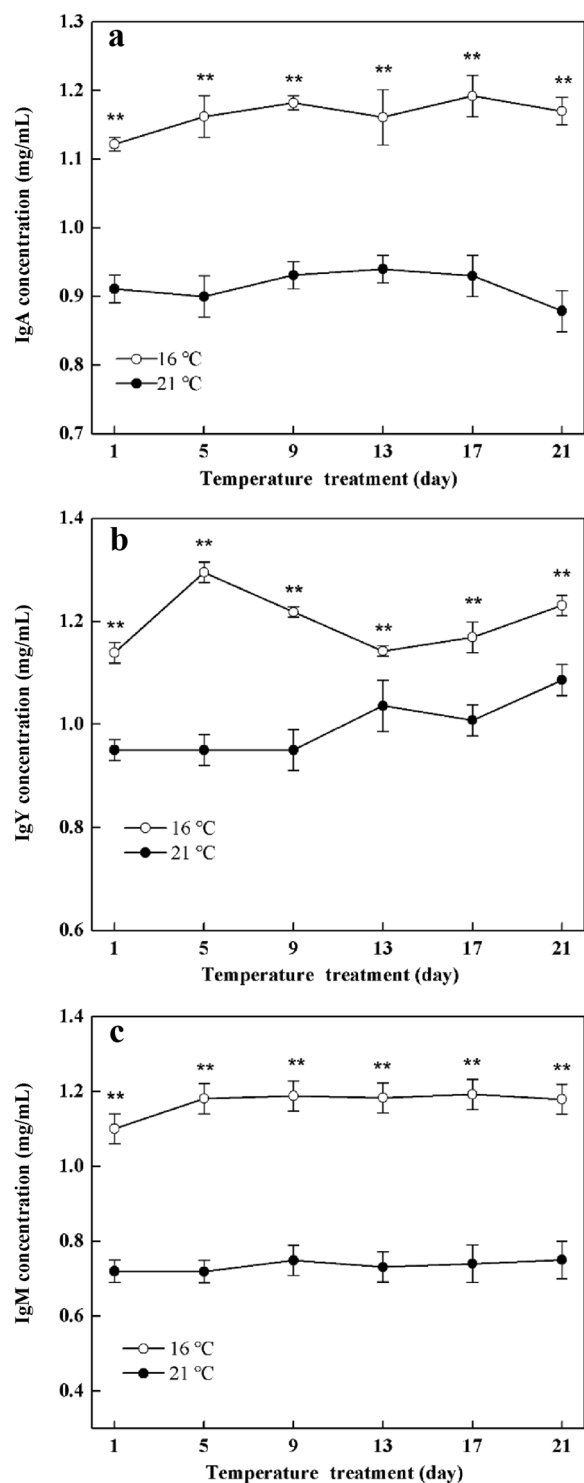 a
1.3
** ** ** ** ** **
1.2
1.1
1.0
0.9
0.8
0.7
IgA concentration (mg/mL)
16 ℃
21 ℃
1 5 9 13 17 21
Temperature treatment (day)
b
1.4
** ** ** ** ** **
1.2
1.0
0.8
0.6
IgY concentration (mg/mL)
16 ℃
21 ℃
1 5 9 13 17 21
Temperature treatment (day)
c
1.4
** ** ** ** ** **
1.2
1.0
0.8
0.6
0.4
IgM concentration (mg/mL)
16 ℃
21 ℃
1 5 9 13 17 21
Temperature treatment (day)